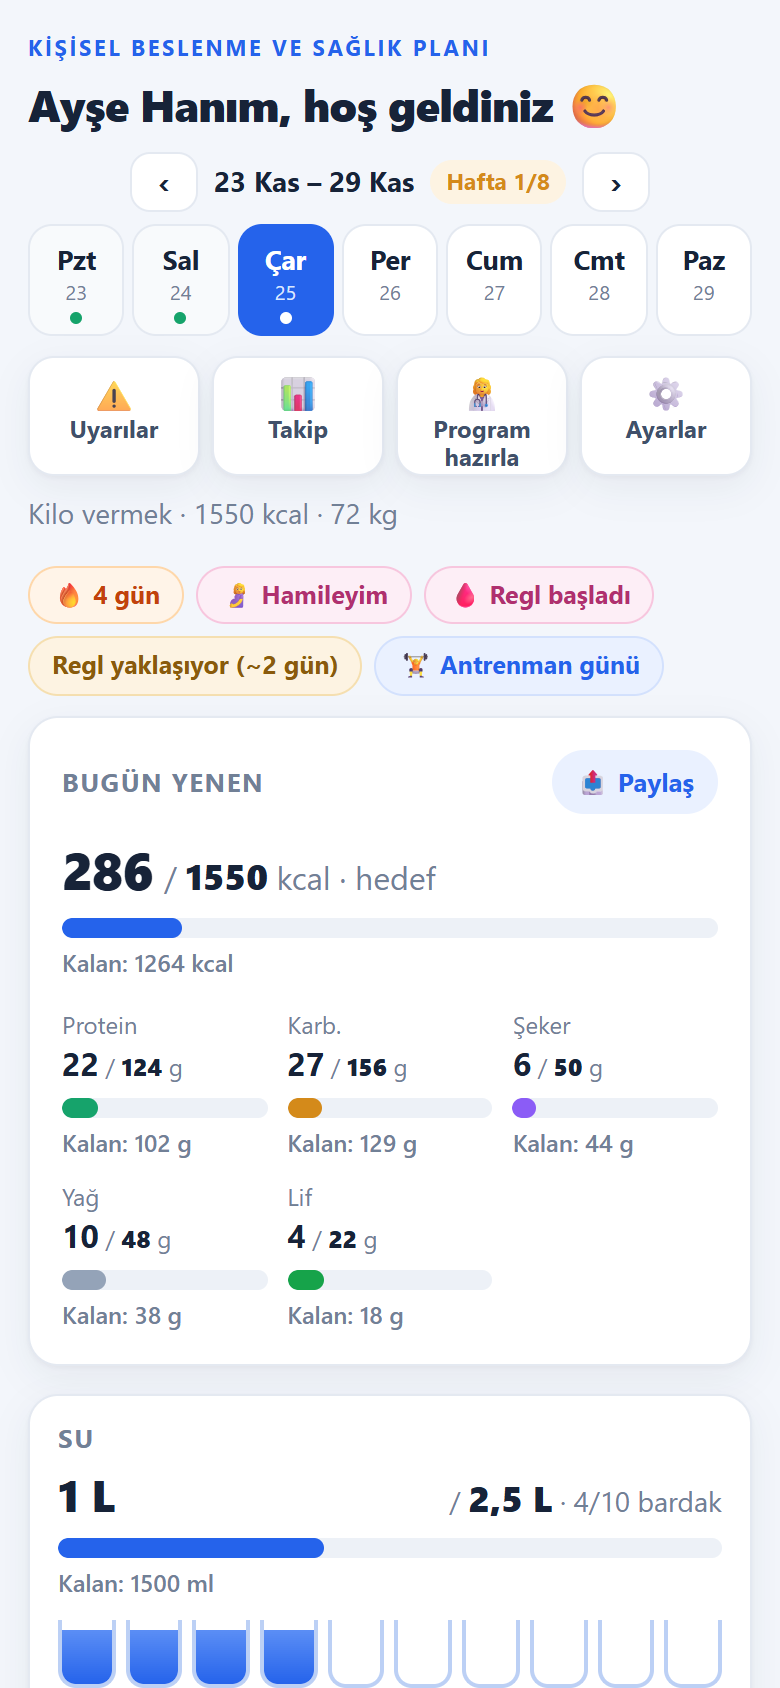 KİŞİSEL BESLENME VE SAĞLIK PLANI
Ayşe Hanım, hoş geldiniz 😊
‹ 23 Kas – 29 Kas Hafta 1/8 ›
Pzt Sal Çar Per Cum Cmt Paz
23 24 25 26 27 28 29
Uyarılar Takip Program hazırla Ayarlar
Kilo vermek · 1550 kcal · 72 kg
4 gün Hamileyim Regl başladı
Regl yaklaşıyor (~2 gün) Antrenman günü
BUGÜN YENEN Paylaş
286 / 1550 kcal · hedef
Kalan: 1264 kcal
Protein Karb. Şeker
22 / 124 g 27 / 156 g 6 / 50 g
Kalan: 102 g Kalan: 129 g Kalan: 44 g
Yağ Lif
10 / 48 g 4 / 22 g
Kalan: 38 g Kalan: 18 g
SU
1 L / 2,5 L · 4/10 bardak
Kalan: 1500 ml